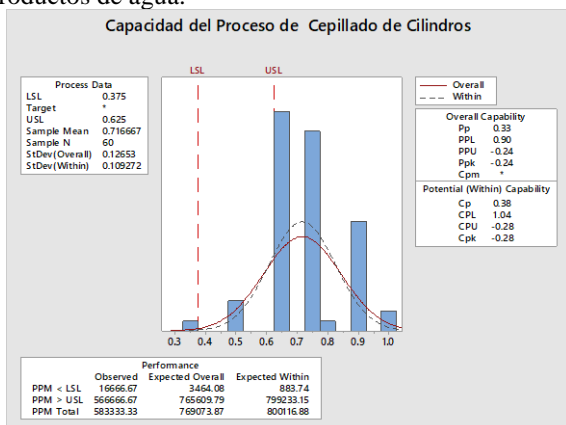 roductos de agua.
Capacidad del Proceso de Cepillado de Cilindros
LSL USL
Process Data
LSL 0.375
Target *
USL 0.625
Sample Mean 0.716667
Sample N 60
StDev(Overall) 0.12653
StDev(Within) 0.109272
Overall
Within
Overall Capability
Pp 0.33
PPL 0.90
PPU -0.24
Ppk -0.24
Cpm *
Potential (Within) Capability
Cp 0.38
CPL 1.04
CPU -0.28
Cpk -0.28
0.3 0.4 0.5 0.6 0.7 0.8 0.9 1.0
Performance
Observed Expected Overall Expected Within
PPM < LSL 16666.67 3464.08 883.74
PPM > USL 566666.67 765609.79 799233.15
PPM Total 583333.33 769073.87 800116.88